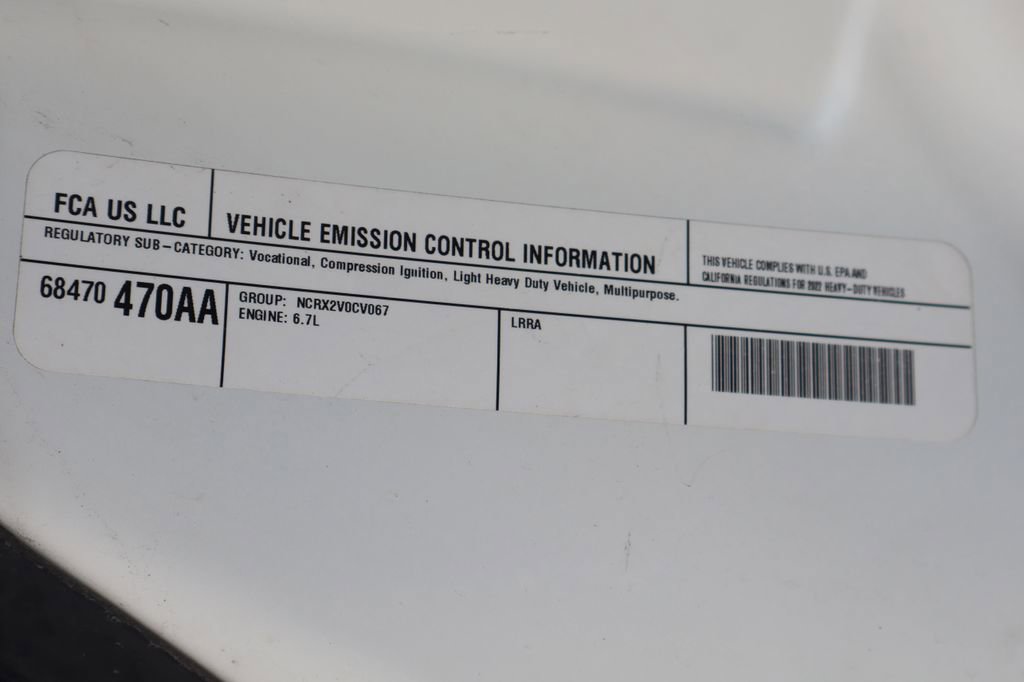 FCA US LLC
VEHICLE EMISSION CONTROL INFORMATION
THIS VEHICLE COMPLIES WITH U.S. EPA AND
CALIFORNIA REGULATIONS FOR 2022 HEAVY-DUTY VEHICLES
REGULATORY SUB-CATEGORY: Vocational, Compression Ignition, Light Heavy Duty Vehicle, Multipurpose.
68470 470AA
GROUP: NCRX2V0CV067
ENGINE: 6.7L
LRRA